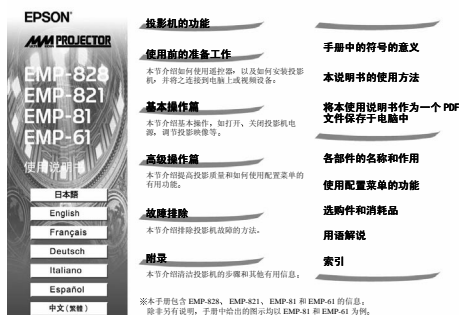 EPSON®
MM PROJECTOR
EMP-828
EMP-821
EMP-81
EMP-61
使用说明书
日本語
English
Français
Deutsch
Italiano
Español
中文(繁體)
投影机的功能
使用前的准备工作
本节介绍如何使用遥控器，以及如何安装投影
机，并将之连接到电脑上或视频设备。
基本操作篇
本节介绍基本操作，如打开、关闭投影机电
源，调节投影映像等。
高级操作篇
本节介绍提高投影质量和如何使用配置菜单的
有用功能。
故障排除
本节介绍排除投影机故障的方法。
附录
本节介绍清洁投影机的步骤和其他有用信息。
※本手册包含 EMP-828、 EMP-821、 EMP-81 和 EMP-61 的信息；
除非另有说明，手册中给出的图示均以 EMP-81 和 EMP-61 为例。
手册中的符号的意义
本说明书的使用方法
将本使用说明书作为一个 PDF
文件保存于电脑中
各部件的名称和作用
使用配置菜单的功能
选购件和消耗品
用语解说
索引